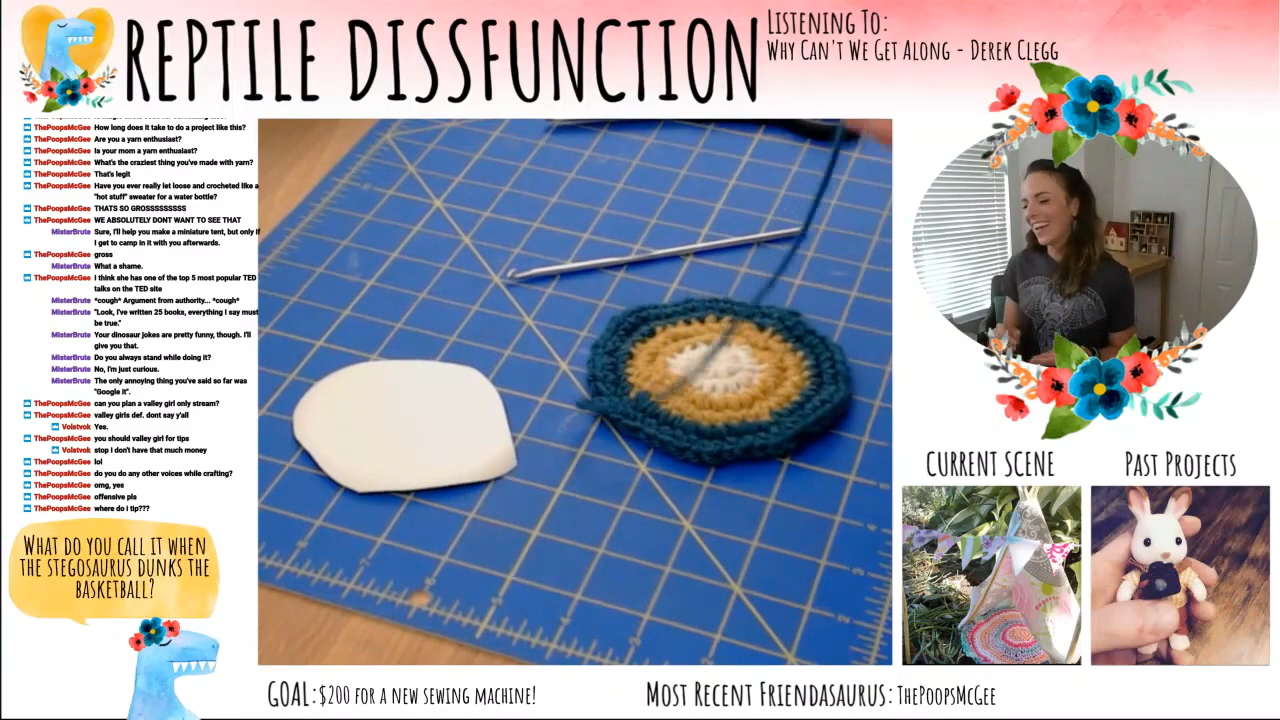 REPTILE DISSFUNCTION
LISTENING TO:
WHY CAN'T WE GET ALONG - DEREK CLEGG
ThePoopsMcGee How long does it take to do a project like this?
ThePoopsMcGee Are you a yarn enthusiast?
ThePoopsMcGee Is your mom a yarn enthusiast?
ThePoopsMcGee What's the craziest thing you've made with yarn?
ThePoopsMcGee That's legit
ThePoopsMcGee Have you ever really let loose and crocheted like a
"hot stuff" sweater for a water bottle?
ThePoopsMcGee THATS SO GROSSSSSSSSS
ThePoopsMcGee WE ABSOLUTELY DONT WANT TO SEE THAT
MisterBrute Sure, I'll help you make a miniature tent, but only if
I get to camp in it with you afterwards.
ThePoopsMcGee gross
MisterBrute What a shame.
ThePoopsMcGee I think she has one of the top 5 most popular TED
talks on the TED site
MisterBrute *cough* Argument from authority... *cough*
MisterBrute "Look, I've written 25 books, everything I say must
be true."
MisterBrute Your dinosaur jokes are pretty funny, though. I'll
give you that.
MisterBrute Do you always stand while doing it?
MisterBrute No, I'm just curious.
MisterBrute The only annoying thing you've said so far was
"Google it".
ThePoopsMcGee can you plan a valley girl only stream?
ThePoopsMcGee valley girls def. dont say y'all
Volstvok Yes.
ThePoopsMcGee you should valley girl for tips
Volstvok stop I don't have that much money
ThePoopsMcGee lol
ThePoopsMcGee do you do any other voices while crafting?
ThePoopsMcGee omg, yes
ThePoopsMcGee offensive pls
ThePoopsMcGee where do i tip???
WHAT DO YOU CALL IT WHEN
THE STEGOSAURUS DUNKS THE
BASKETBALL?
CURRENT SCENE
PAST PROJECTS
GOAL: $200 FOR A NEW SEWING MACHINE!
MOST RECENT FRIENDASAURUS: THEPOOPSMCGEE